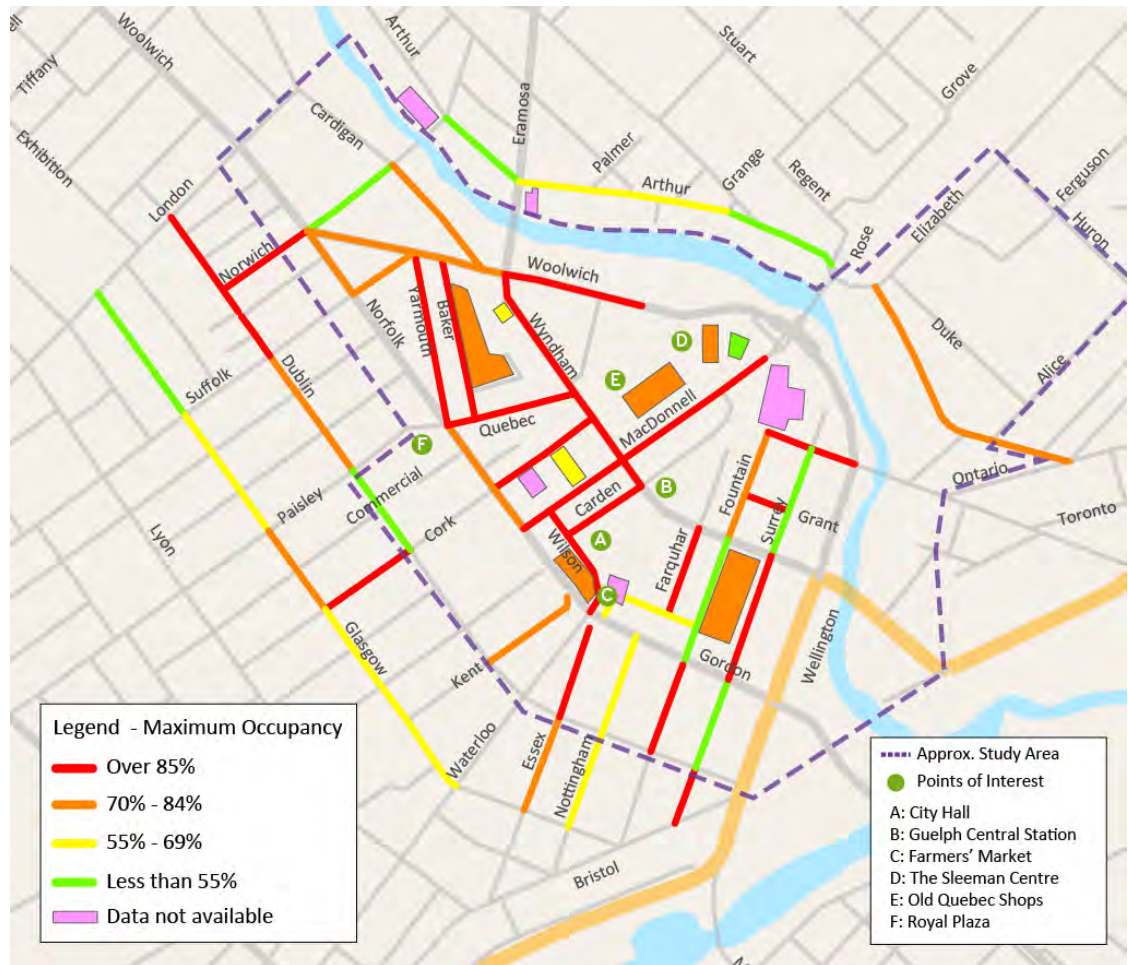 Woolwich
Arthur
Stuart
Tiffany
Cardigan
Eramosa
Grove
Exhibition
Palmer
Regent
Grange
Arthur
Ferguson
Huron
London
Elizabeth
Rose
Norwich
Woolwich
Norfolk
Yarmouth
Baker
Wyndham
Duke
Alice
D
E
Suffolk
Dublin
MacDonnell
Quebec
F
Fountain
Ontario
Paisley
Commercial
Carden
B
Surrey
Grant
Toronto
Lyon
Cork
A
Wilson
Farquhar
C
Glasgow
Kent
Gordon
Wellington
Waterloo
Essex
Nottingham
Bristol
Legend - Maximum Occupancy
Over 85%
70% - 84%
55% - 69%
Less than 55%
Data not available
Approx. Study Area
Points of Interest
A: City Hall
B: Guelph Central Station
C: Farmers' Market
D: The Sleeman Centre
E: Old Quebec Shops
F: Royal Plaza